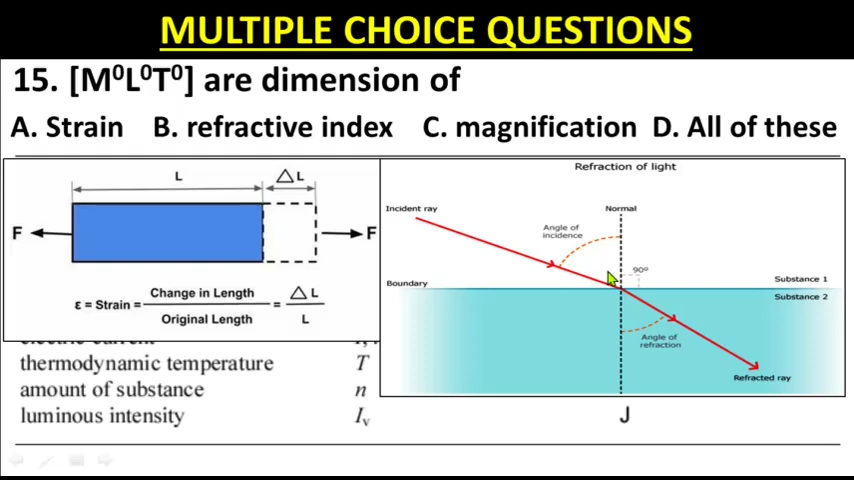 MULTIPLE CHOICE QUESTIONS
15. [M⁰L⁰T⁰] are dimension of
A. Strain B. refractive index C. magnification D. All of these
L △L
F F
ε = Strain = Change in Length / Original Length = △L / L
Refraction of light
Incident ray
Normal
Angle of
incidence
90º
Boundary
Substance 1
Substance 2
Angle of
refraction
Refracted ray
thermodynamic temperature T
amount of substance n
luminous intensity Iv J